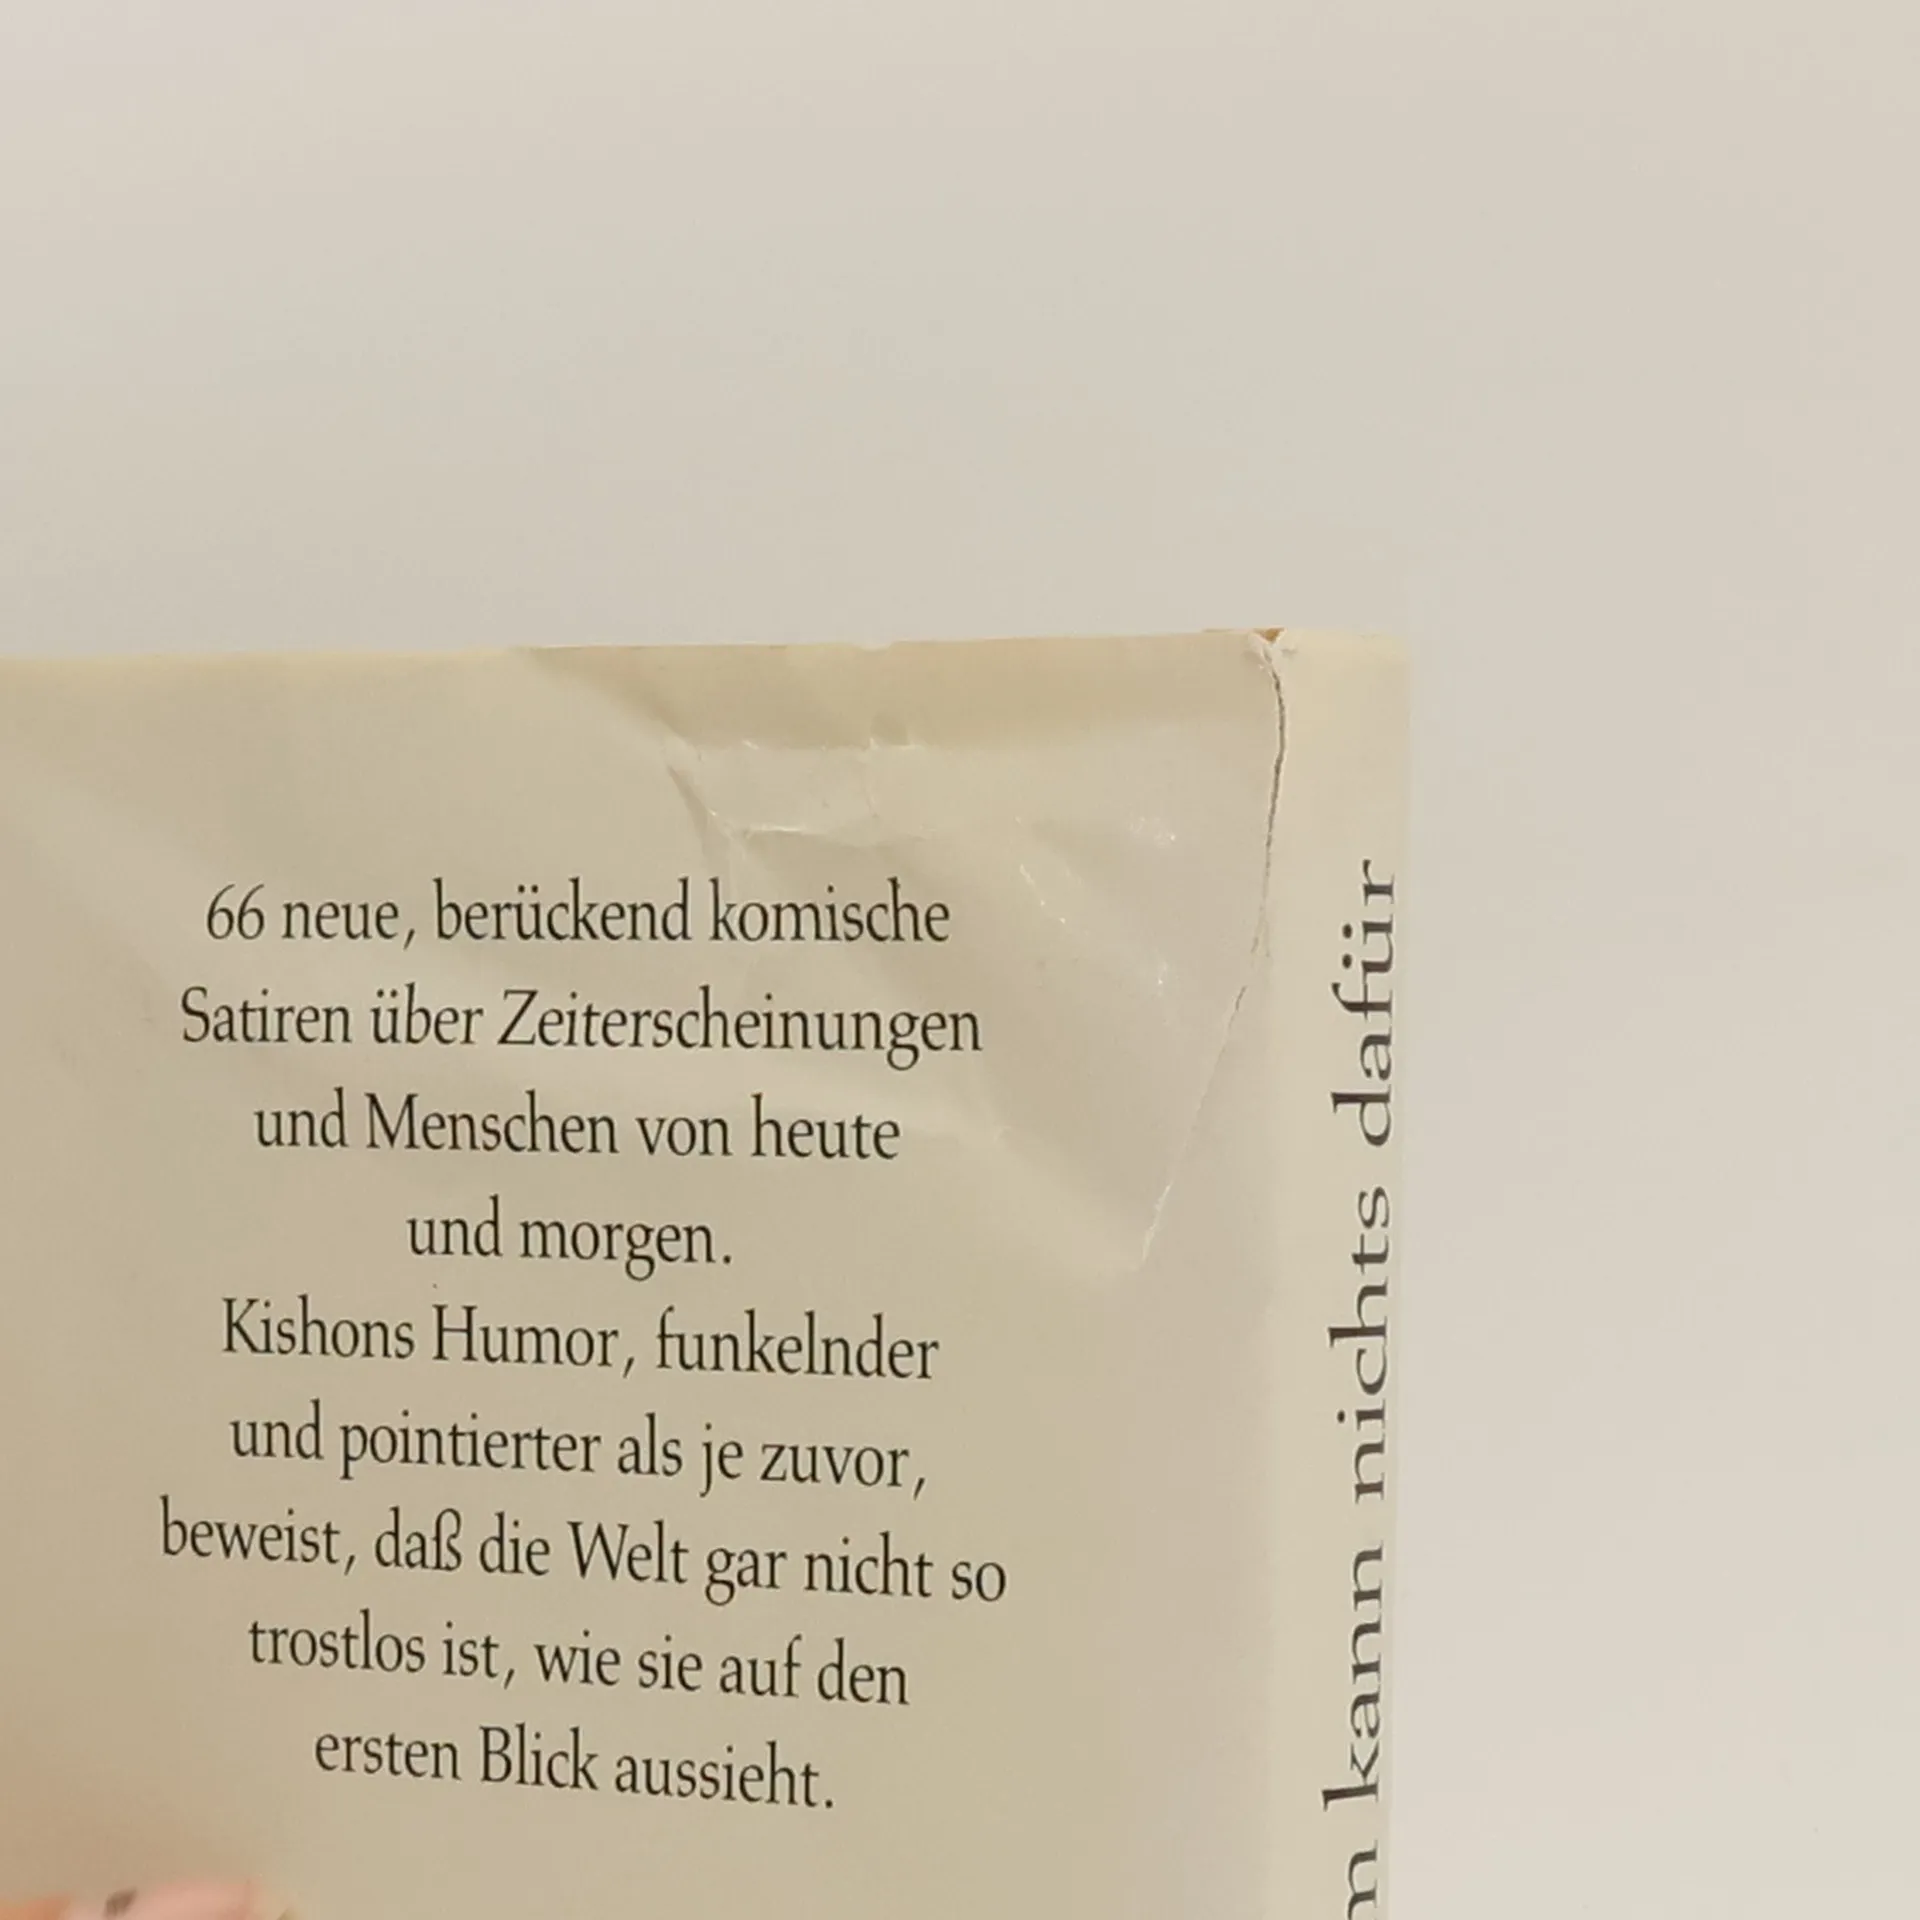 66 neue, berückend komische
Satiren über Zeiterscheinungen
und Menschen von heute
und morgen.
Kishons Humor, funkelnder
und pointierter als je zuvor,
beweist, daß die Welt gar nicht so
trostlos ist, wie sie auf den
ersten Blick aussieht.
kann nichts dafür